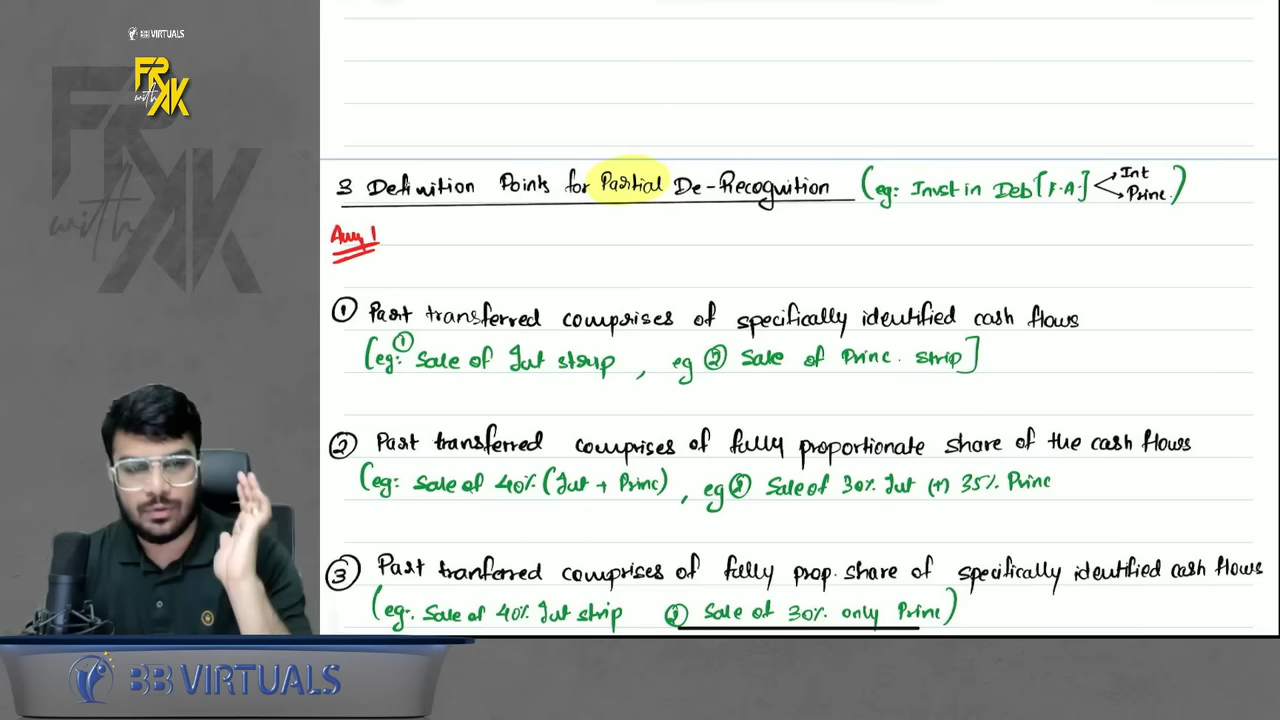 BB VIRTUALS
FR
with
AK
FR
with AK
3 Definition Points for Partial De-Recognition (eg: Invst in Deb [F.A.] Int
Princ.)
Any 1
① Part transferred comprises of specifically identified cash flows
[eg: ① Sale of Int strip, eg ② Sale of Princ. strip]
② Part transferred comprises of fully proportionate share of the cash flows
(eg: Sale of 40% (Int + Princ), eg ② Sale of 30% Int (+) 35% Princ
③ Part tranferred comprises of fully prop. share of specifically identified cash flows
(eg:. Sale of 40% Int strip ② Sale of 30% only Princ)
BB VIRTUALS